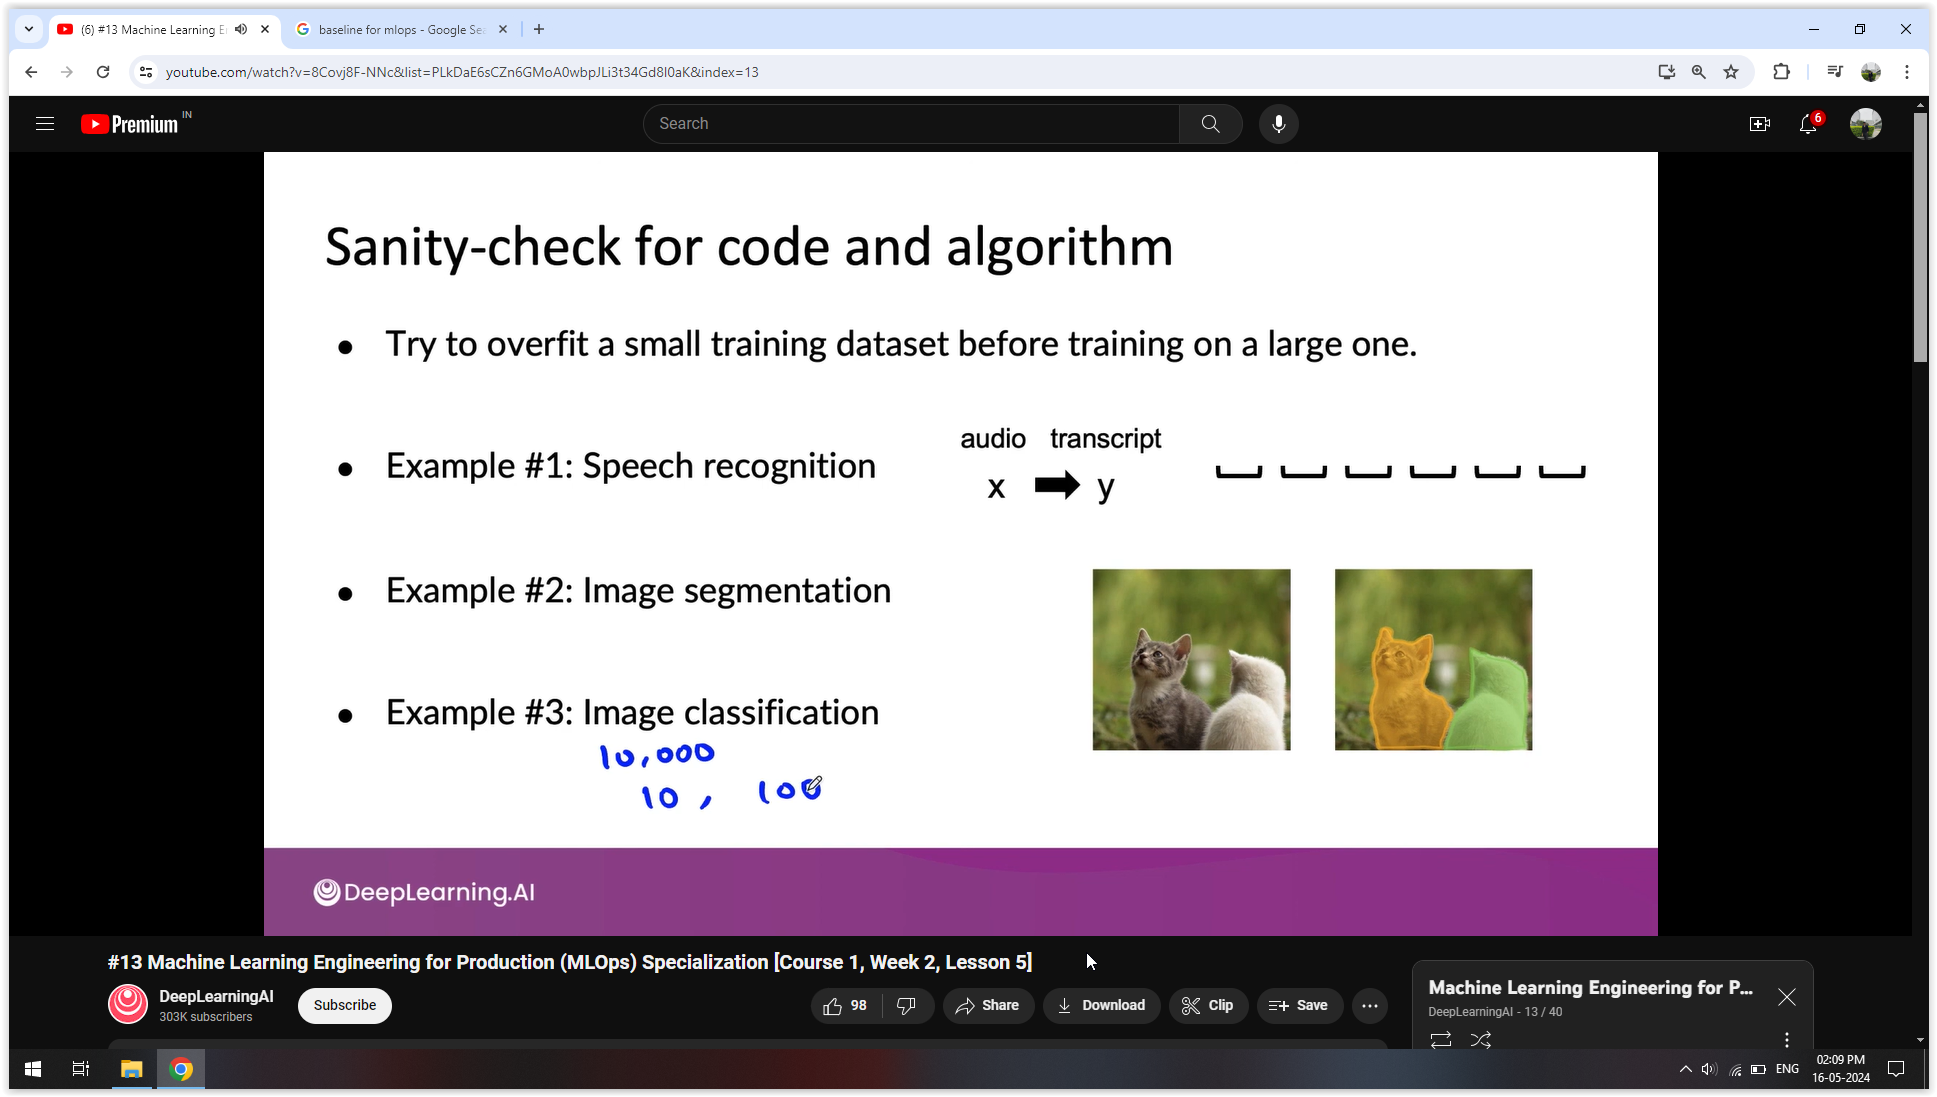 (6) #13 Machine Learning E
baseline for mlops - Google Se
youtube.com/watch?v=8Covj8F-NNc&list=PLkDaE6sCZn6GMoA0wbpJLi3t34Gd8l0aK&index=13
Premium IN
Search
6
Sanity-check for code and algorithm
• Try to overfit a small training dataset before training on a large one.
audio transcript
• Example #1: Speech recognition
x y
• Example #2: Image segmentation
• Example #3: Image classification
10,000
10, 100
DeepLearning.AI
#13 Machine Learning Engineering for Production (MLOps) Specialization [Course 1, Week 2, Lesson 5]
DeepLearningAI
303K subscribers
Subscribe
98
Share
Download
Clip
Save
Machine Learning Engineering for P...
DeepLearningAI - 13 / 40
ENG
02:09 PM
16-05-2024